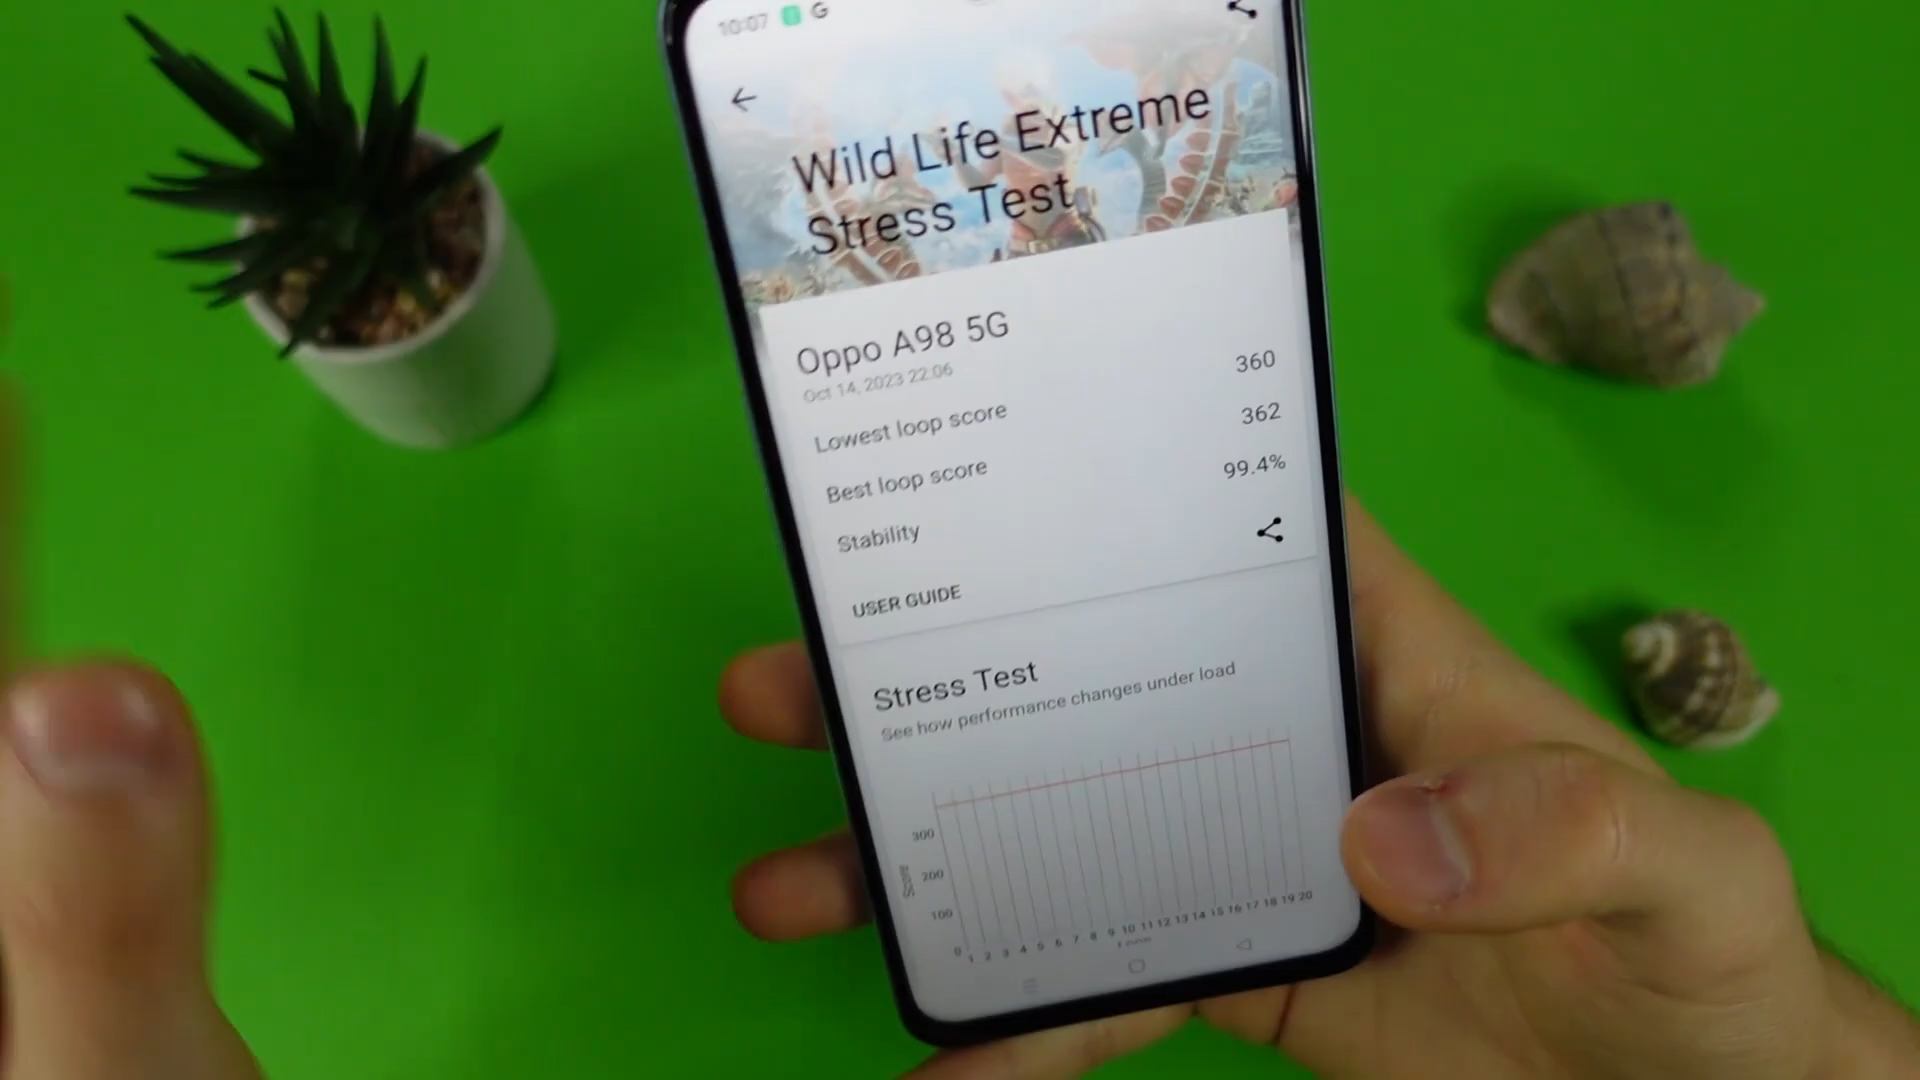 10:07 G
Wild Life Extreme
Stress Test
Oppo A98 5G
Oct 14, 2023 22:06
Lowest loop score 360
Best loop score 362
Stability 99.4%
USER GUIDE
Stress Test
See how performance changes under load
Score
300
200
100
0
1 2 3 4 5 6 7 8 9 10 11 12 13 14 15 16 17 18 19 20
Loop